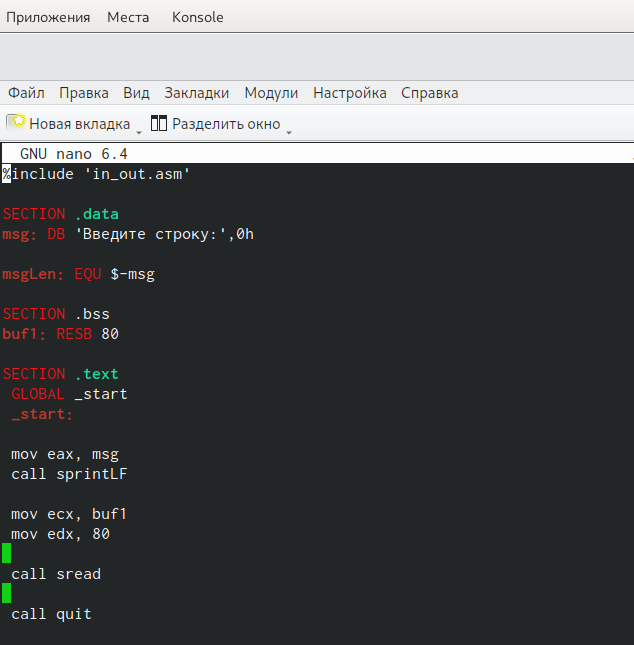 Приложения Места Konsole
Файл Правка Вид Закладки Модули Настройка Справка
Новая вкладка Разделить окно
GNU nano 6.4
%include 'in_out.asm'
SECTION .data
msg: DB 'Введите строку:',0h
msgLen: EQU $-msg
SECTION .bss
buf1: RESB 80
SECTION .text
GLOBAL _start
_start:
mov eax, msg
call sprintLF
mov ecx, buf1
mov edx, 80
call sread
call quit